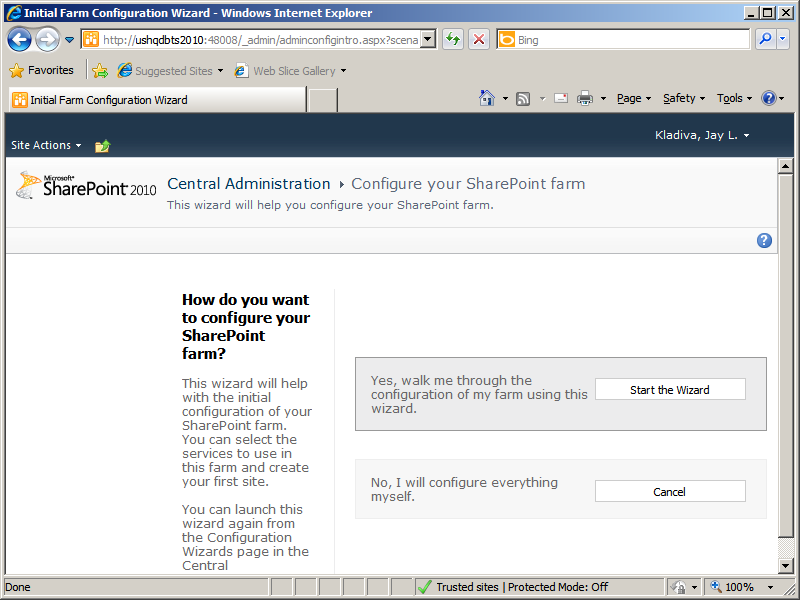 Initial Farm Configuration Wizard - Windows Internet Explorer
http://ushqdbts2010:48008/_admin/adminconfigintro.aspx?scena
Bing
Favorites
Suggested Sites
Web Slice Gallery
Initial Farm Configuration Wizard
Page
Safety
Tools
Site Actions
Kladiva, Jay L.
Microsoft®
SharePoint 2010
Central Administration
Configure your SharePoint farm
This wizard will help you configure your SharePoint farm.
How do you want
to configure your
SharePoint
farm?
This wizard will help
with the initial
configuration of your
SharePoint farm.
You can select the
services to use in
this farm and create
your first site.
You can launch this
wizard again from
the Configuration
Wizards page in the
Central
Yes, walk me through the
configuration of my farm using this
wizard.
Start the Wizard
No, I will configure everything
myself.
Cancel
Done
Trusted sites | Protected Mode: Off
100%